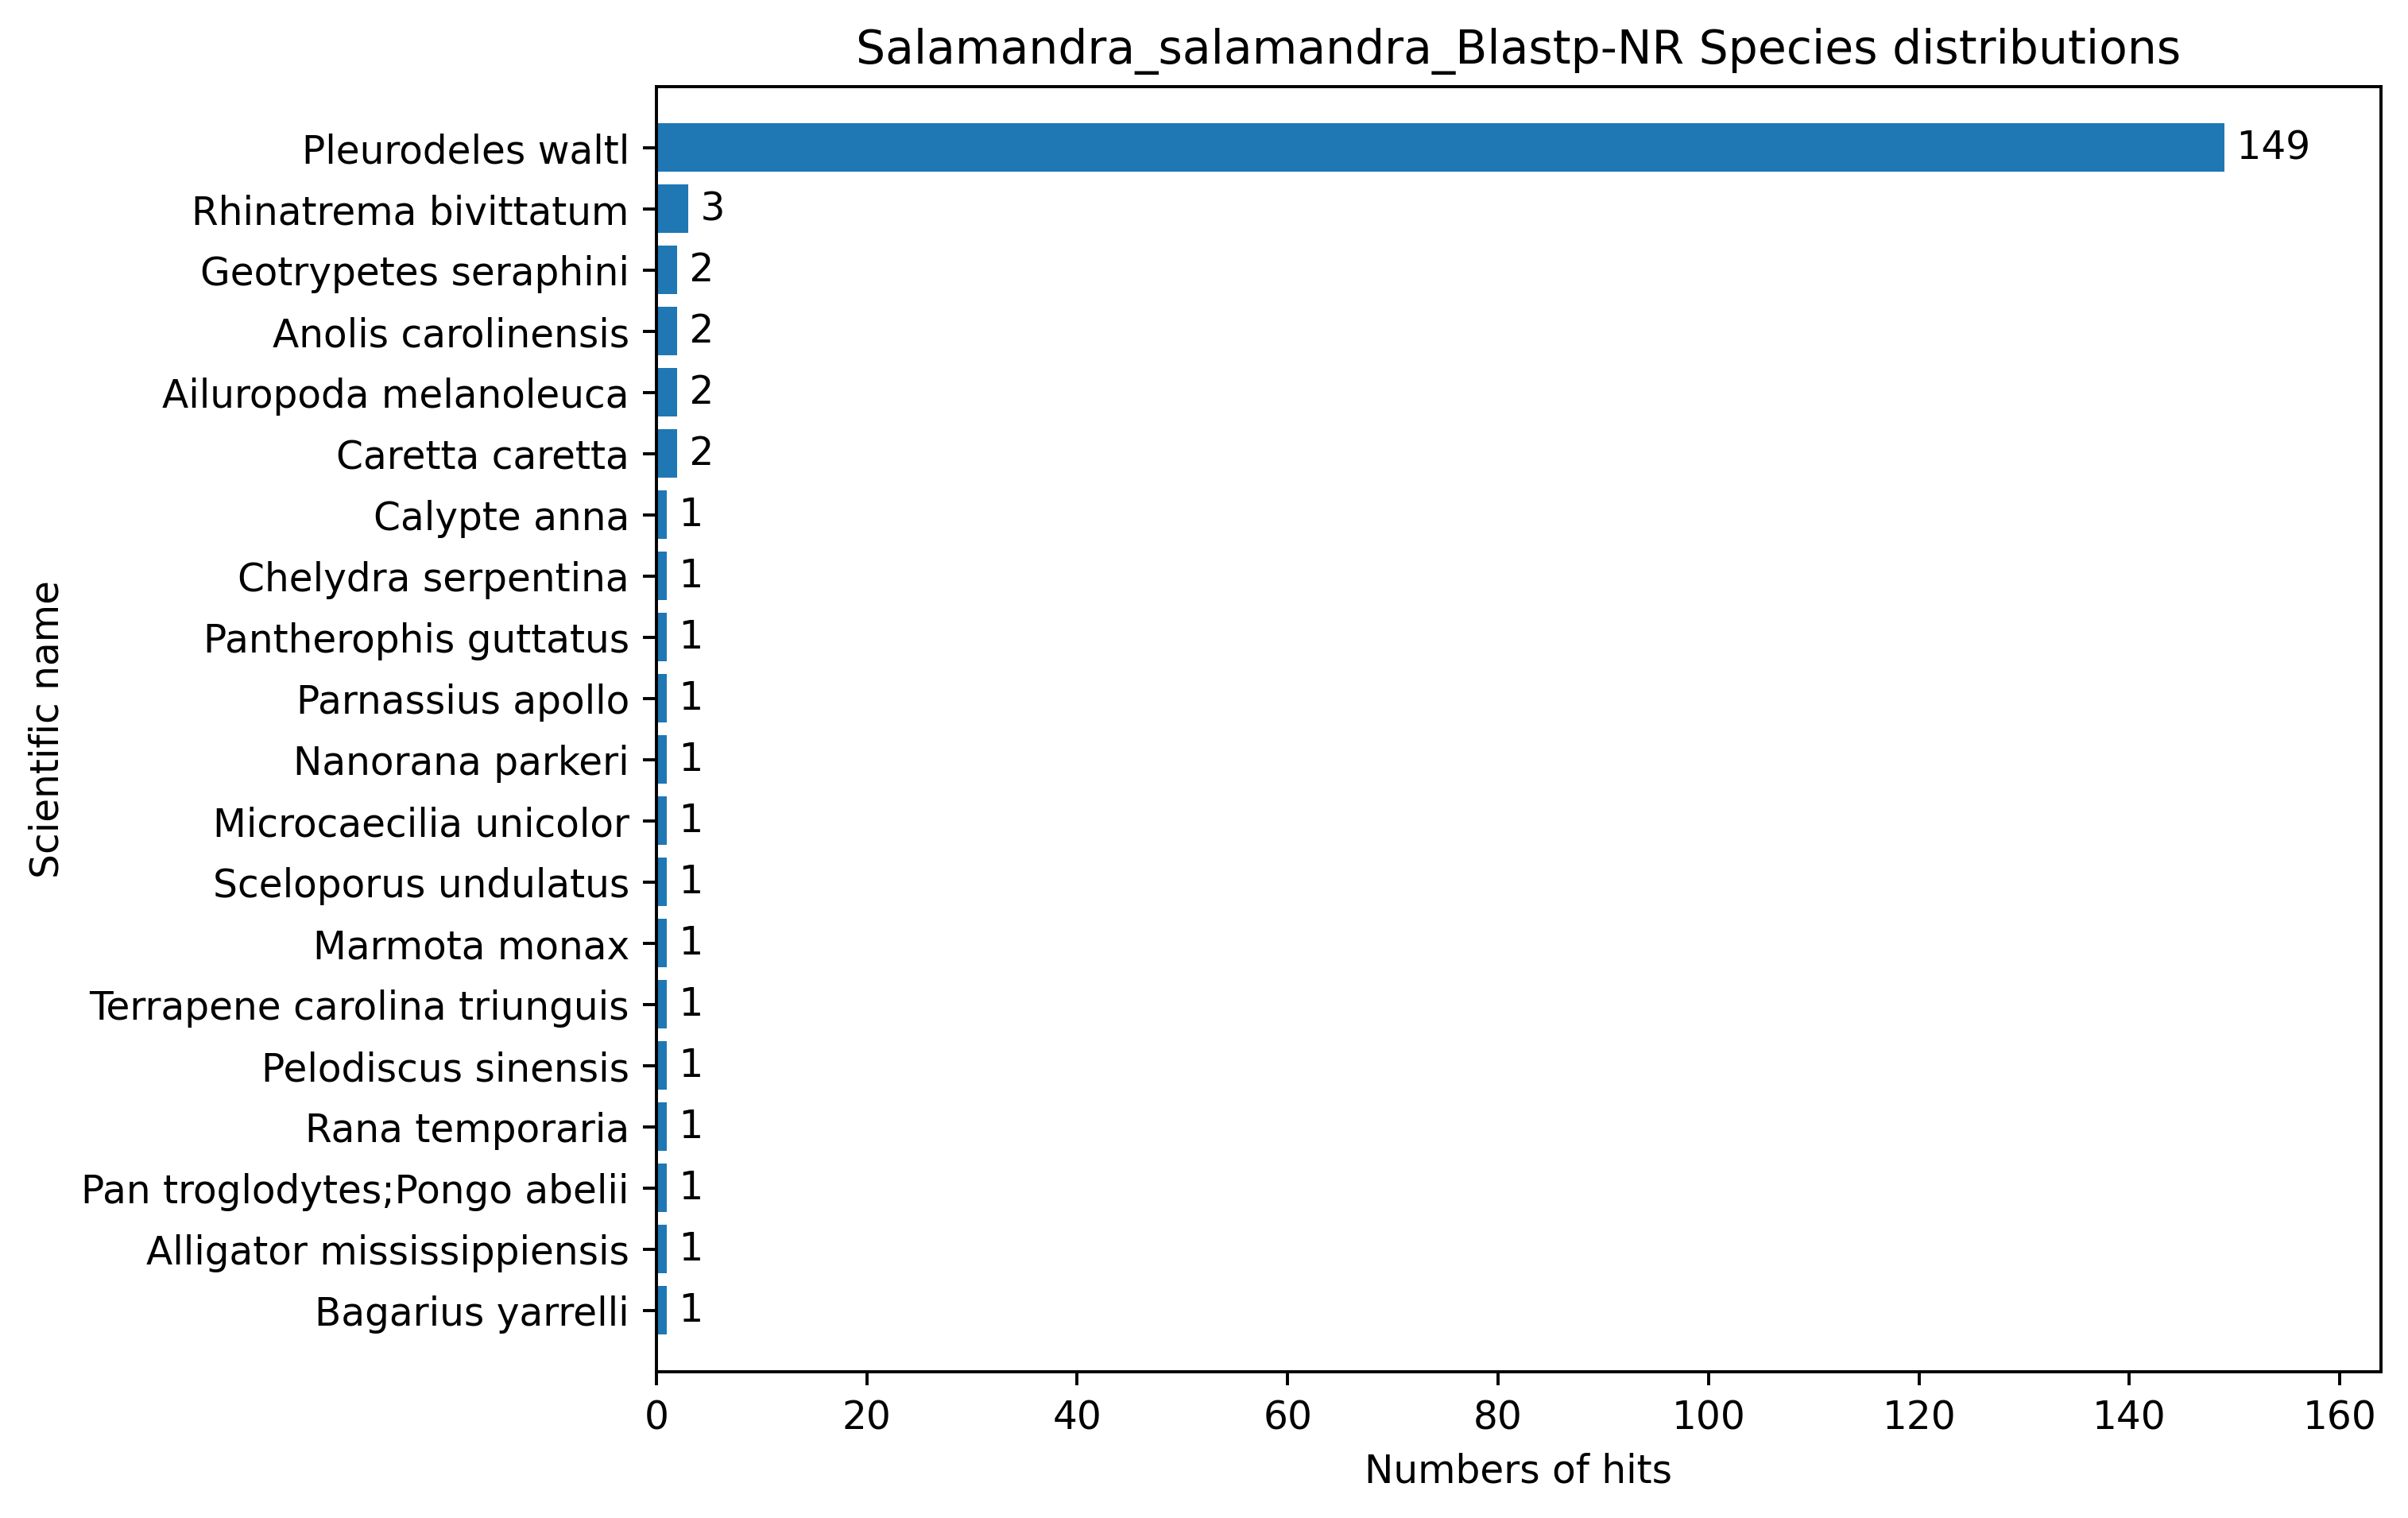 Salamandra_salamandra_Blastp-NR Species distributions
Scientific name
Pleurodeles waltl 149
Rhinatrema bivittatum 3
Geotrypetes seraphini 2
Anolis carolinensis 2
Ailuropoda melanoleuca 2
Caretta caretta 2
Calypte anna 1
Chelydra serpentina 1
Pantherophis guttatus 1
Parnassius apollo 1
Nanorana parkeri 1
Microcaecilia unicolor 1
Sceloporus undulatus 1
Marmota monax 1
Terrapene carolina triunguis 1
Pelodiscus sinensis 1
Rana temporaria 1
Pan troglodytes;Pongo abelii 1
Alligator mississippiensis 1
Bagarius yarrelli 1
0 20 40 60 80 100 120 140 160
Numbers of hits